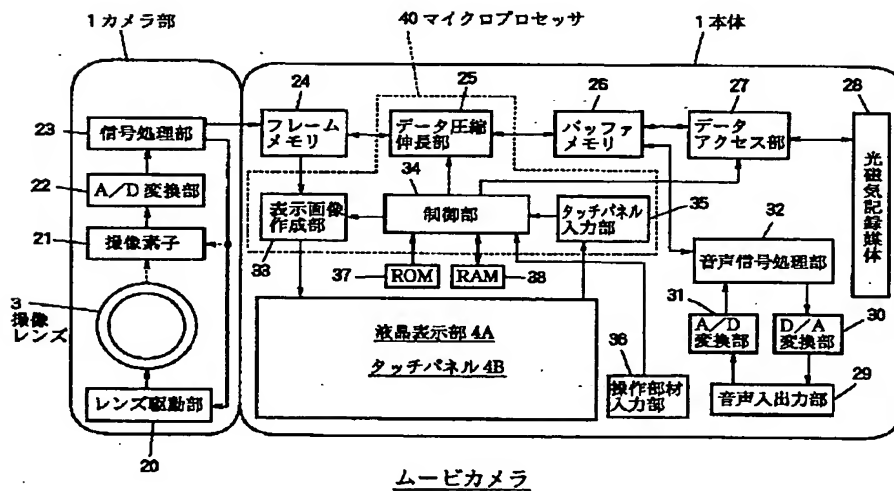 1カメラ部
40マイクロプロセッサ
1本体
24
25
26
27
28
23
信号処理部
フレーム
メモリ
データ圧縮
伸長部
バッファ
メモリ
データ
アクセス部
光磁気記録媒体
22
A/D変換部
34
35
21
撮像素子
表示画像
作成部
制御部
タッチパネル
入力部
32
33
37
ROM
RAM
38
音声信号処理部
3
撮像
レンズ
31
A/D
変換部
D/A
変換部
30
液晶表示部4A
タッチパネル4B
36
操作部材
入力部
音声入出力部
29
レンズ駆動部
20
ムービカメラ